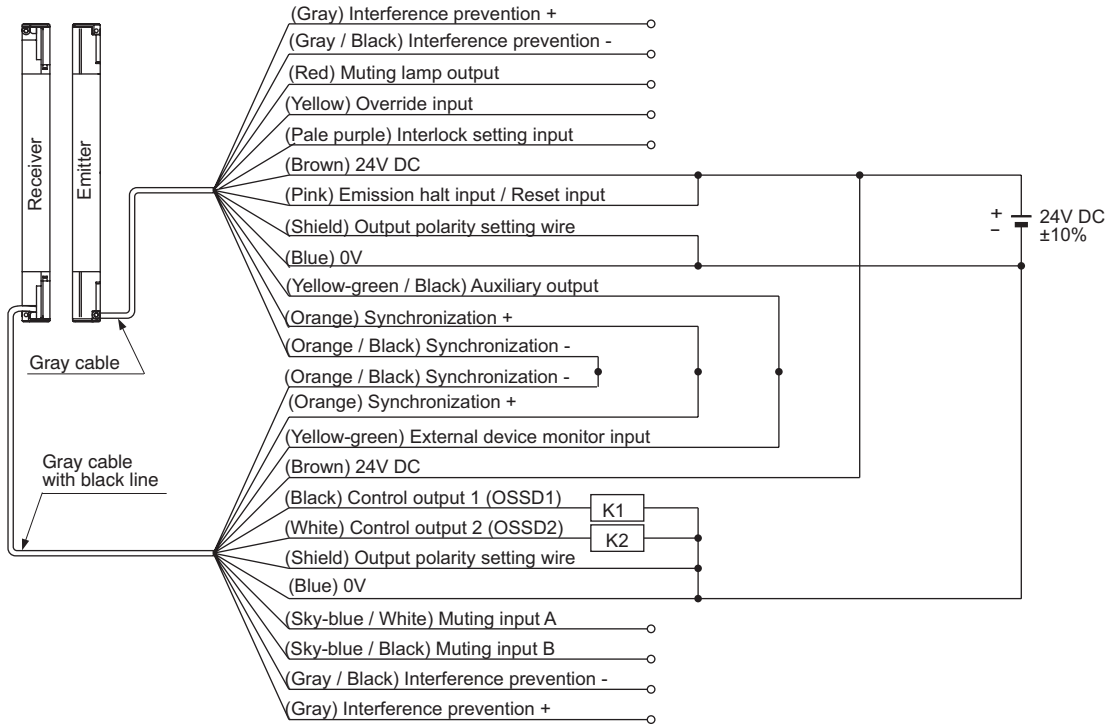 (Gray) Interference prevention +
(Gray / Black) Interference prevention -
(Red) Muting lamp output
(Yellow) Override input
(Pale purple) Interlock setting input
(Brown) 24V DC
(Pink) Emission halt input / Reset input
(Shield) Output polarity setting wire
(Blue) 0V
(Yellow-green / Black) Auxiliary output
(Orange) Synchronization +
(Orange / Black) Synchronization -
(Orange / Black) Synchronization -
(Orange) Synchronization +
(Yellow-green) External device monitor input
(Brown) 24V DC
(Black) Control output 1 (OSSD1)
K1
(White) Control output 2 (OSSD2)
K2
(Shield) Output polarity setting wire
(Blue) 0V
(Sky-blue / White) Muting input A
(Sky-blue / Black) Muting input B
(Gray / Black) Interference prevention -
(Gray) Interference prevention +
Receiver
Emitter
Gray cable
Gray cable
with black line
+
-
24V DC
±10%